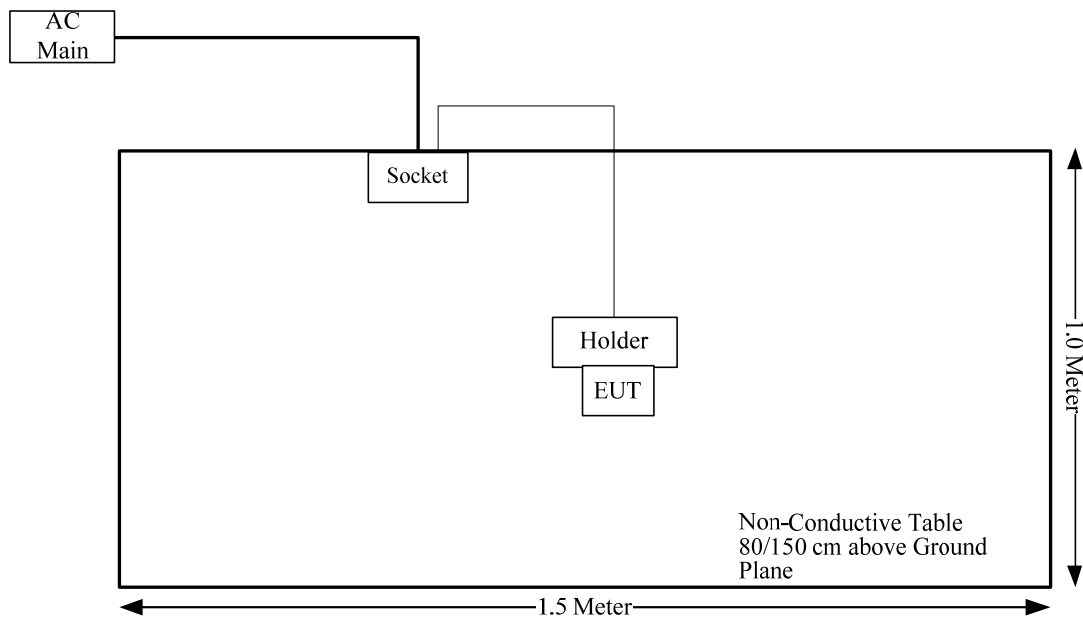 AC
Main
Socket
Holder
EUT
1.0 Meter
Non-Conductive Table
80/150 cm above Ground
Plane
1.5 Meter